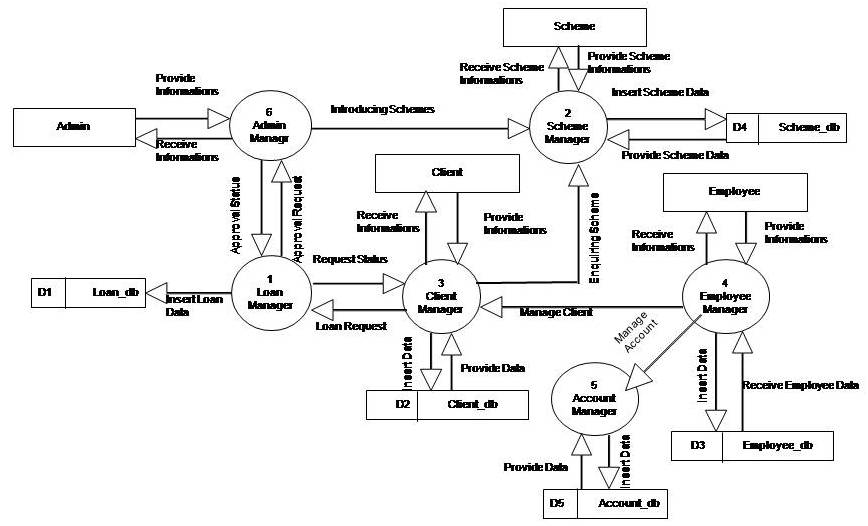 Scheme
Receive Scheme
Informations
Provide Scheme
Informations
Provide
Informations
Insert Scheme Data
6
Admin
Managr
Introducing Schemes
2
Scheme
Manager
Admin
D4
Scheme_db
Receive
Informations
Provide Scheme Data
Client
Employee
Approval Status
Approval Request
Receive
Informations
Provide
Informations
Enquiring Scheme
Receive
Informations
Provide
Informations
Request Status
1
Loan
Manager
3
Client
Manager
4
Employee
Manager
D1
Loan_db
Insert Loan
Data
Loan Request
Manage Client
Manage
Account
Insert Data
Provide Data
Insert Data
Receive Employee Data
5
Account
Manager
D2
Client_db
D3
Employee_db
Provide Data
Insert Data
D5
Account_db